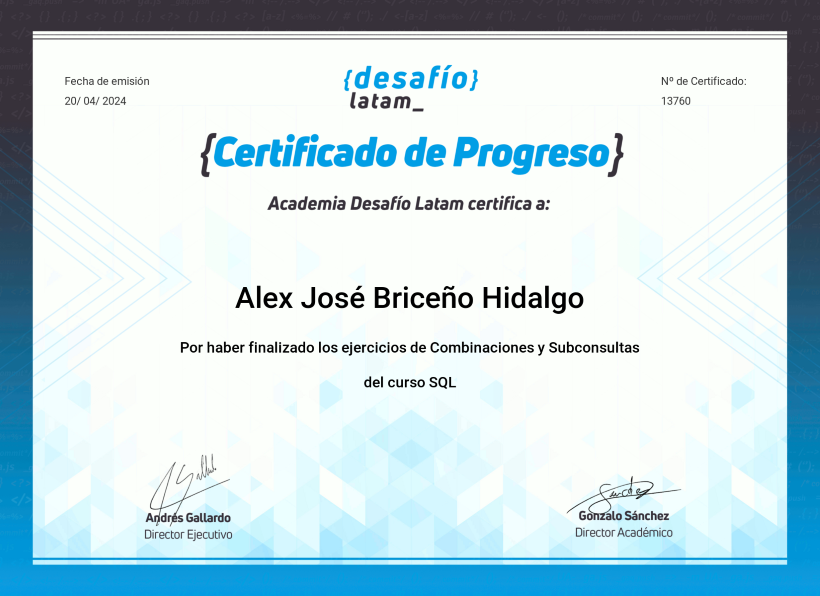 Fecha de emisión
20/ 04/ 2024
{desafío}
latam_
Nº de Certificado:
13760
{Certificado de Progreso}
Academia Desafío Latam certifica a:
Alex José Briceño Hidalgo
Por haber finalizado los ejercicios de Combinaciones y Subconsultas
del curso SQL
Andrés Gallardo
Director Ejecutivo
Gonzalo Sánchez
Director Académico